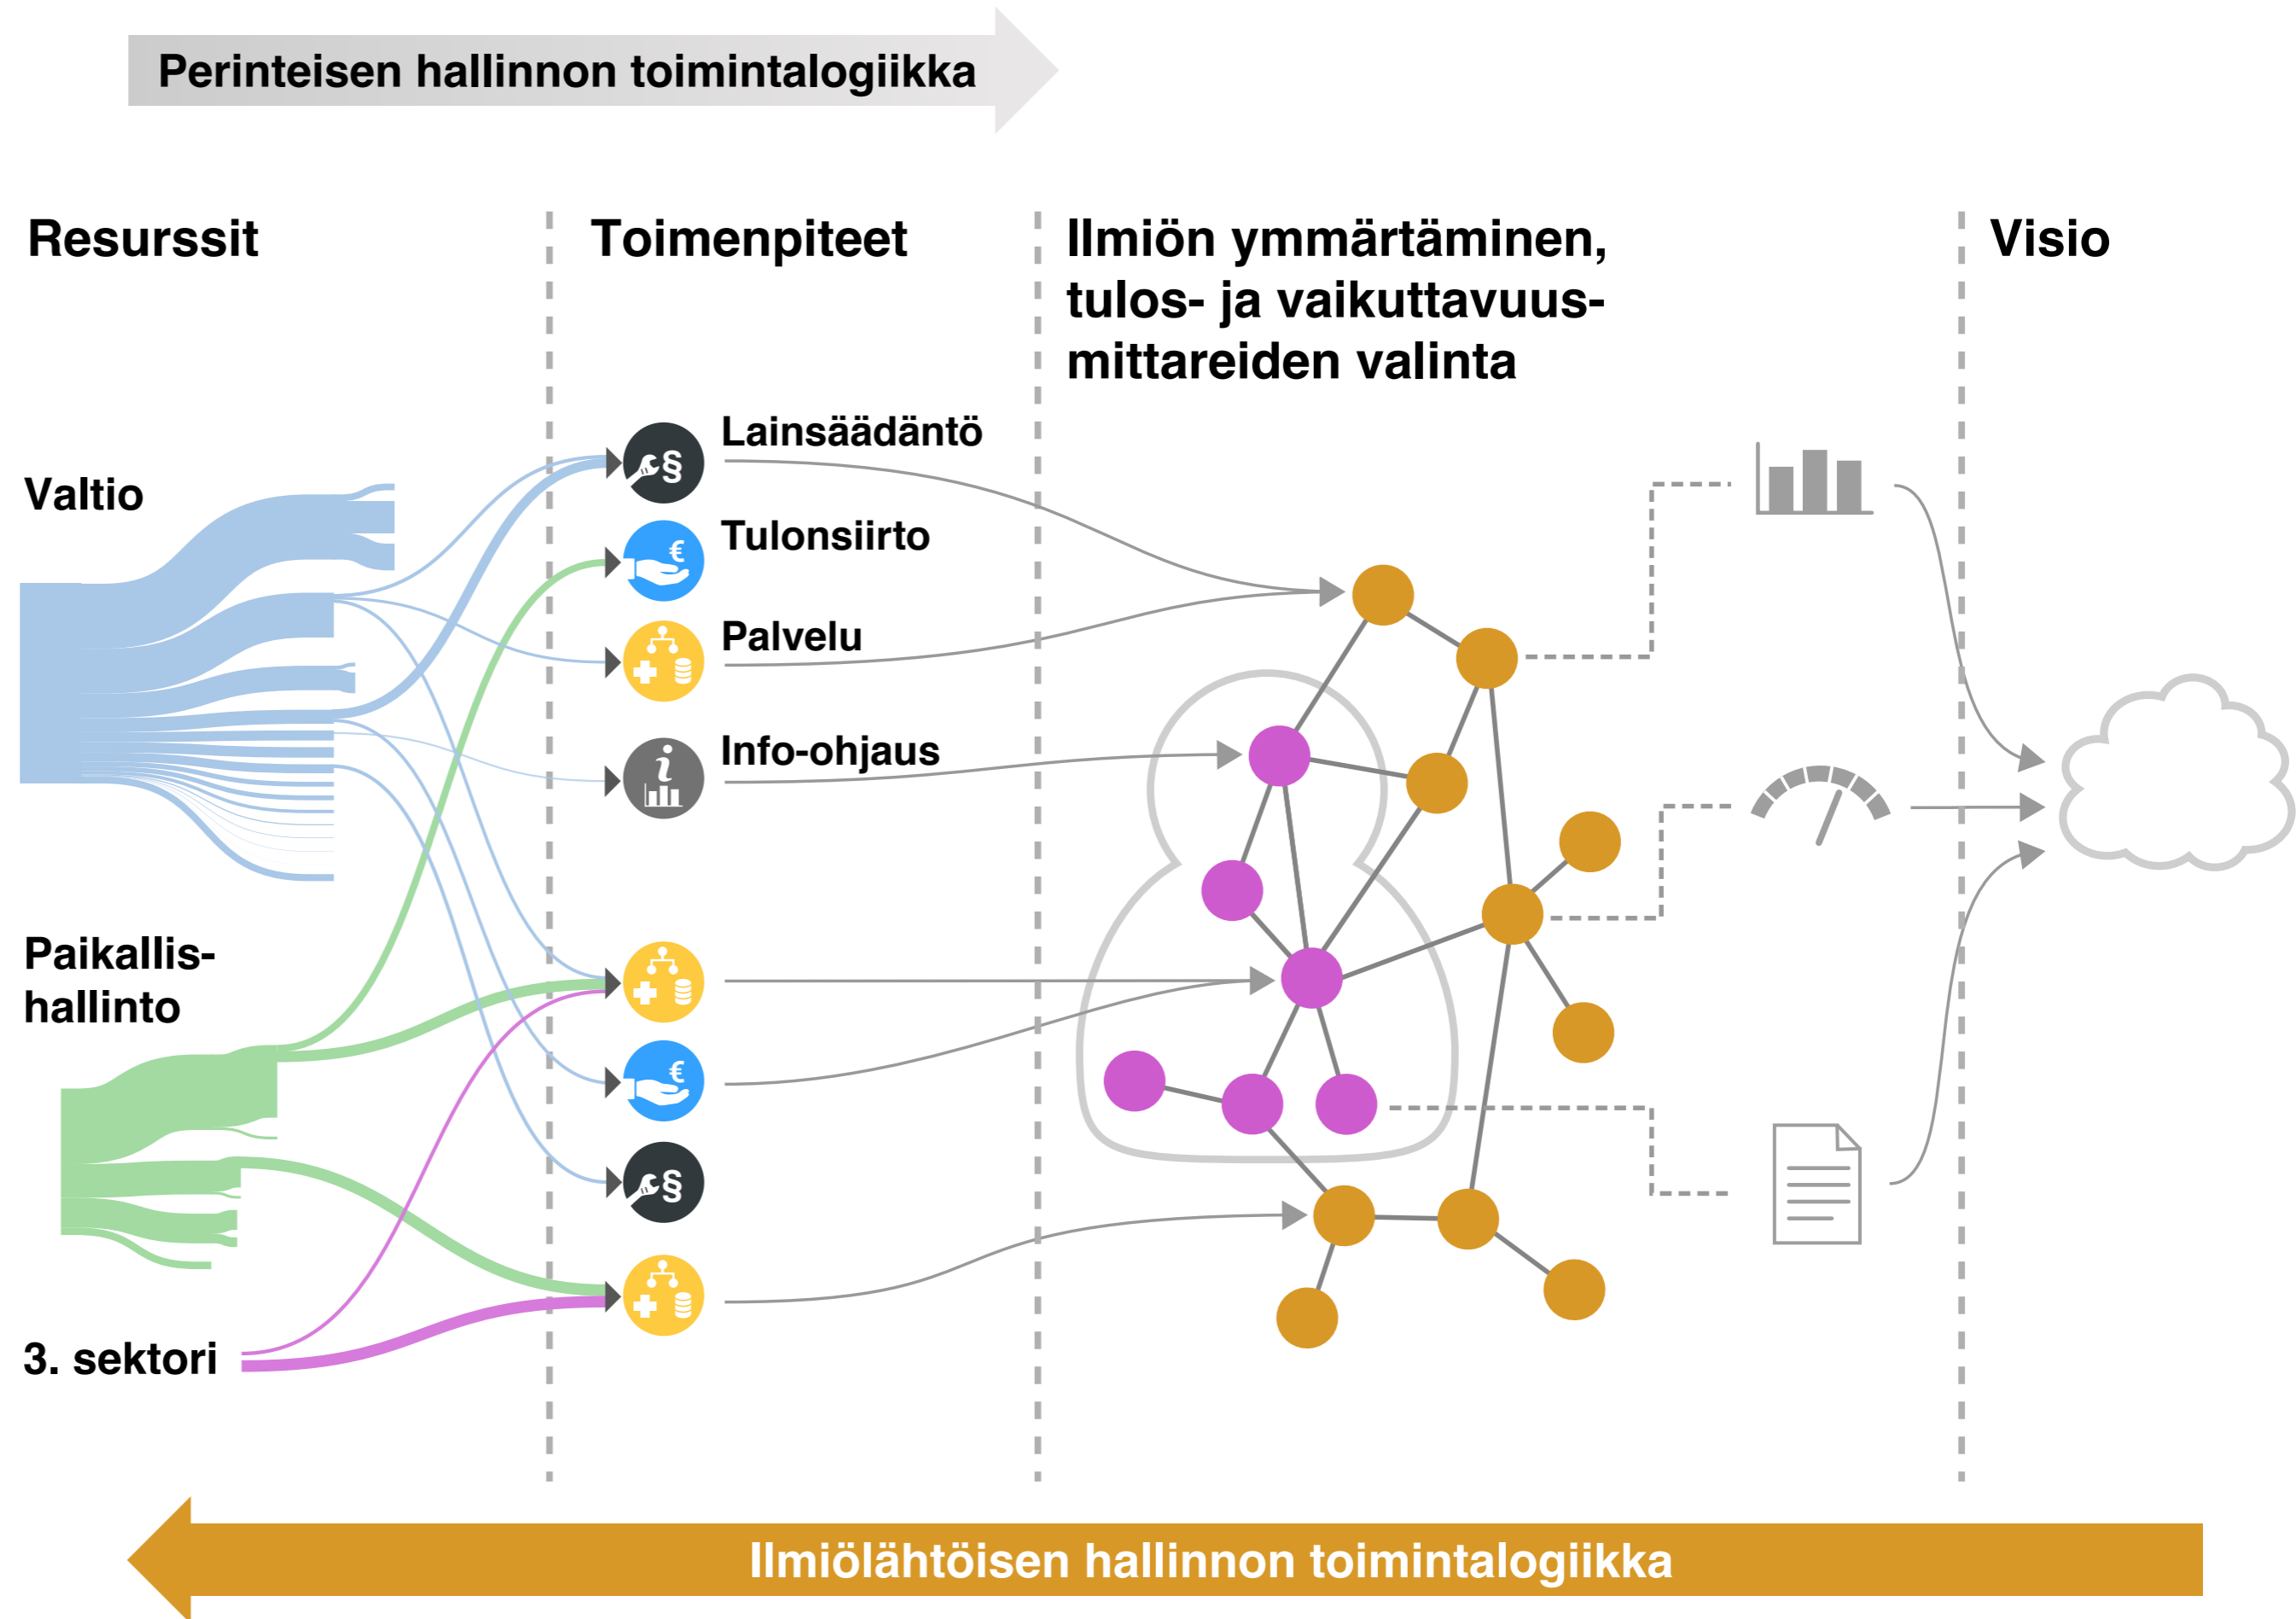 Perinteisen hallinnon toimintalogiikka
Resurssit
Toimenpiteet
Ilmiön ymmärtäminen,
tulos- ja vaikuttavuus-
mittareiden valinta
Visio
Valtio
Paikallis-
hallinto
3. sektori
§
Lainsäädäntö
€
Tulonsiirto
Palvelu
i
Info-ohjaus
€
§
Ilmiölähtöisen hallinnon toimintalogiikka